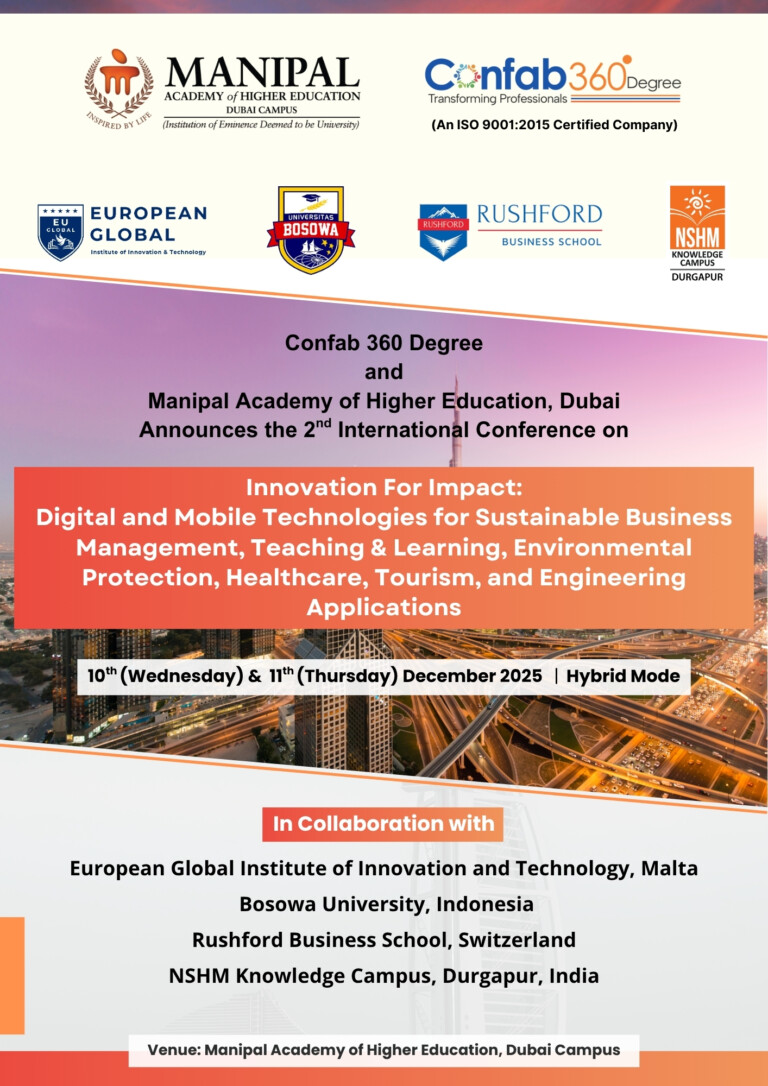 MANIPAL
ACADEMY of HIGHER EDUCATION
DUBAI CAMPUS
(Institution of Eminence Deemed to be University)
INSPIRED BY LIFE
Confab 360 Degree
Transforming Professionals
(An ISO 9001:2015 Certified Company)
EU
GLOBAL
EUROPEAN
GLOBAL
Institute of Innovation & Technology
UNIVERSITAS
BOSOWA
RUSHFORD
RUSHFORD
BUSINESS SCHOOL
NSHM
KNOWLEDGE
CAMPUS
DURGAPUR
Confab 360 Degree
and
Manipal Academy of Higher Education, Dubai
Announces the 2nd International Conference on
Innovation For Impact:
Digital and Mobile Technologies for Sustainable Business
Management, Teaching & Learning, Environmental
Protection, Healthcare, Tourism, and Engineering
Applications
10th (Wednesday) & 11th (Thursday) December 2025 | Hybrid Mode
In Collaboration with
European Global Institute of Innovation and Technology, Malta
Bosowa University, Indonesia
Rushford Business School, Switzerland
NSHM Knowledge Campus, Durgapur, India
Venue: Manipal Academy of Higher Education, Dubai Campus